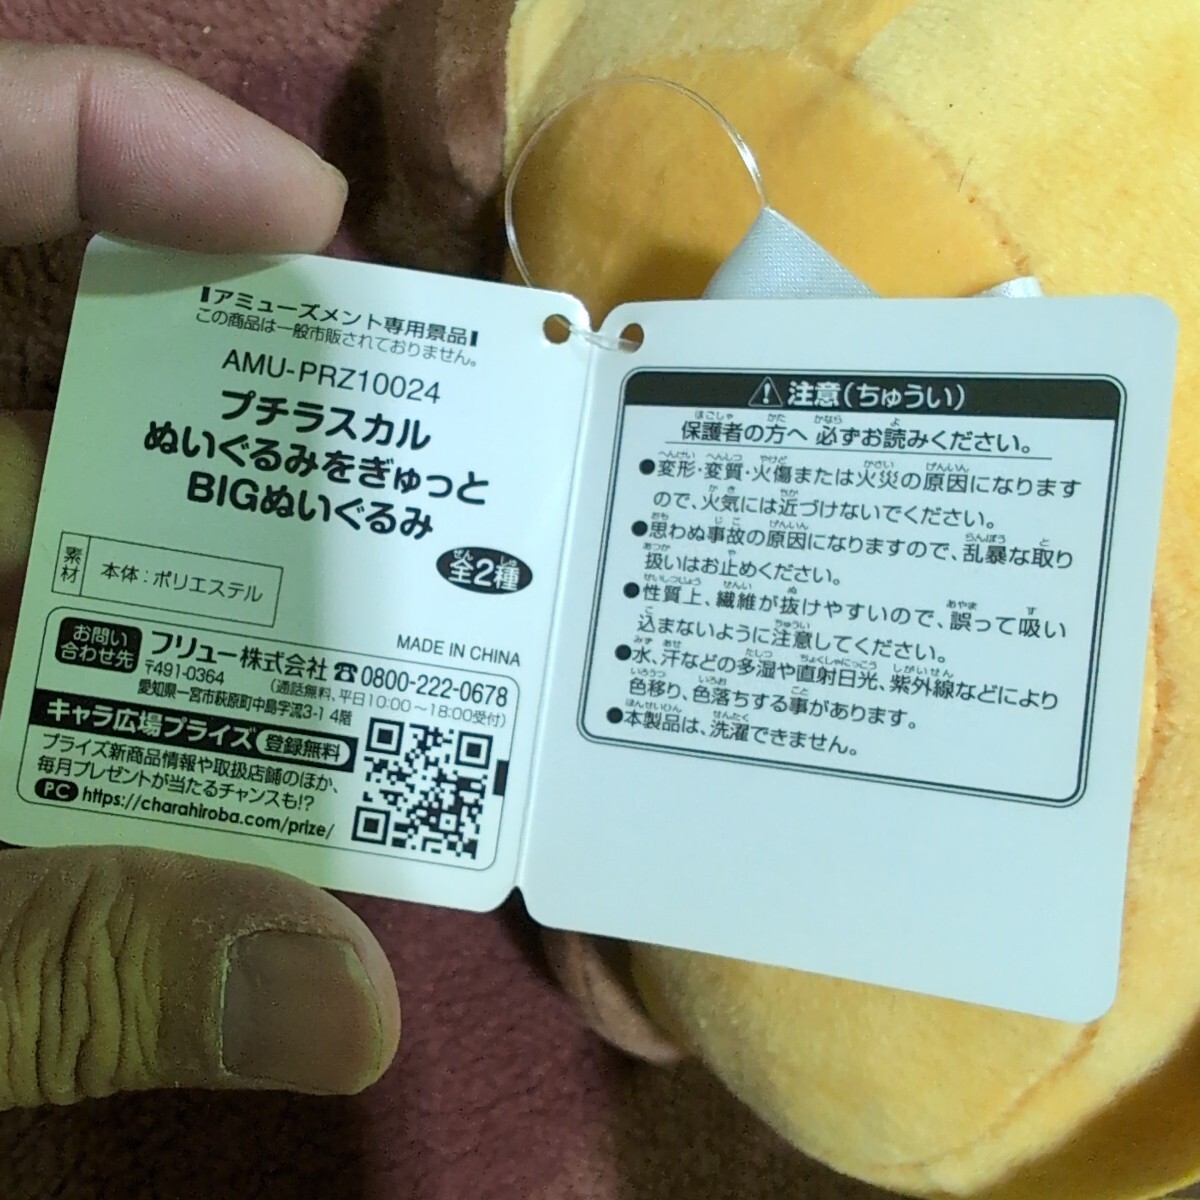 アミューズメント専用景品
この商品は一般市販されておりません。
AMU-PRZ10024
プチラスカル
ぬいぐるみをぎゅっと
BIGぬいぐるみ
全2種
素材
本体：ポリエステル
MADE IN CHINA
お問い合わせ先
フリュー株式会社 ☎0800-222-0678
〒491-0364 (通話無料、平日10:00～18:00受付)
愛知県一宮市萩原町中島字流3-1 4階
キャラ広場プライズ 登録無料
プライズ新商品情報や取扱店舗のほか、
毎月プレゼントが当たるチャンスも!?
PC https://charahiroba.com/prize/
⚠注意(ちゅうい)
保護者の方へ 必ずお読みください。
●変形・変質・火傷または火災の原因になります
ので、火気には近づけないでください。
●思わぬ事故の原因になりますので、乱暴な取り
扱いはお止めください。
●性質上、繊維が抜けやすいので、誤って吸い
込まないように注意してください。
●水、汗などの多湿や直射日光、紫外線などにより
色移り、色落ちする事があります。
●本製品は、洗濯できません。